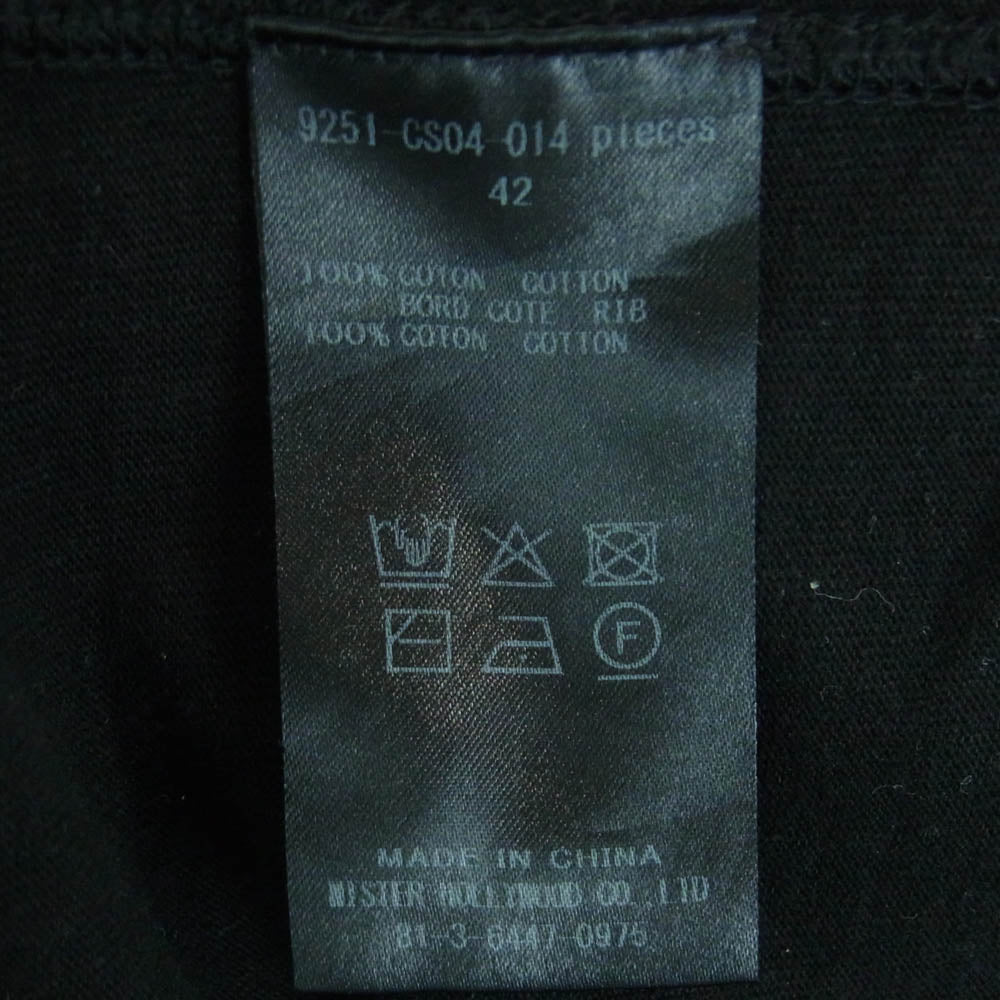 9251-CS04-014 pieces
42
100% COTON COTTON
BORD COTE RIB
100% COTON COTTON
F
MADE IN CHINA
MISTER HOLLYWOOD CO.,LTD
81-3-6447-0975